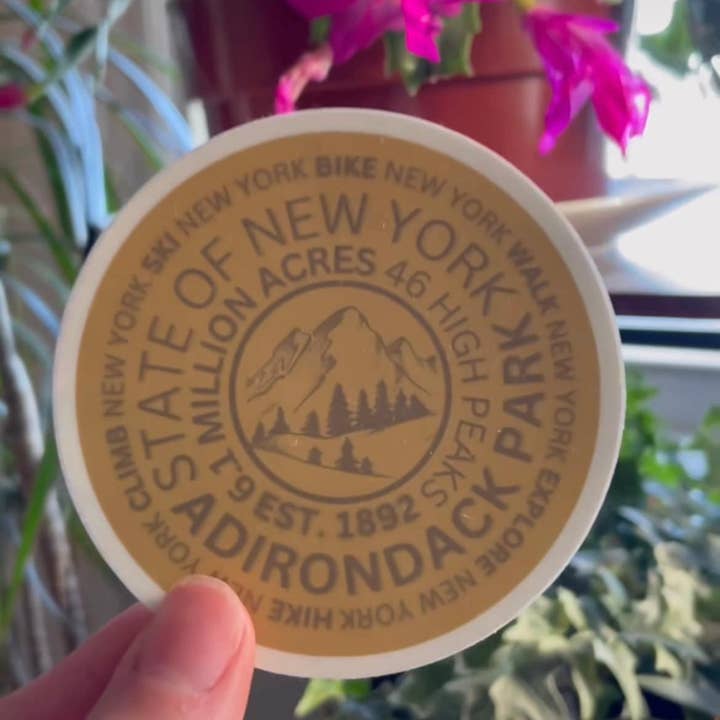 SKI NEW YORK BIKE NEW YORK WALK NEW YORK EXPLORE NEW YORK HIKE NEW YORK CLIMB NEW YORK
STATE OF NEW YORK
ADIRONDACK PARK
6.1 MILLION ACRES 46 HIGH PEAKS
EST. 1892